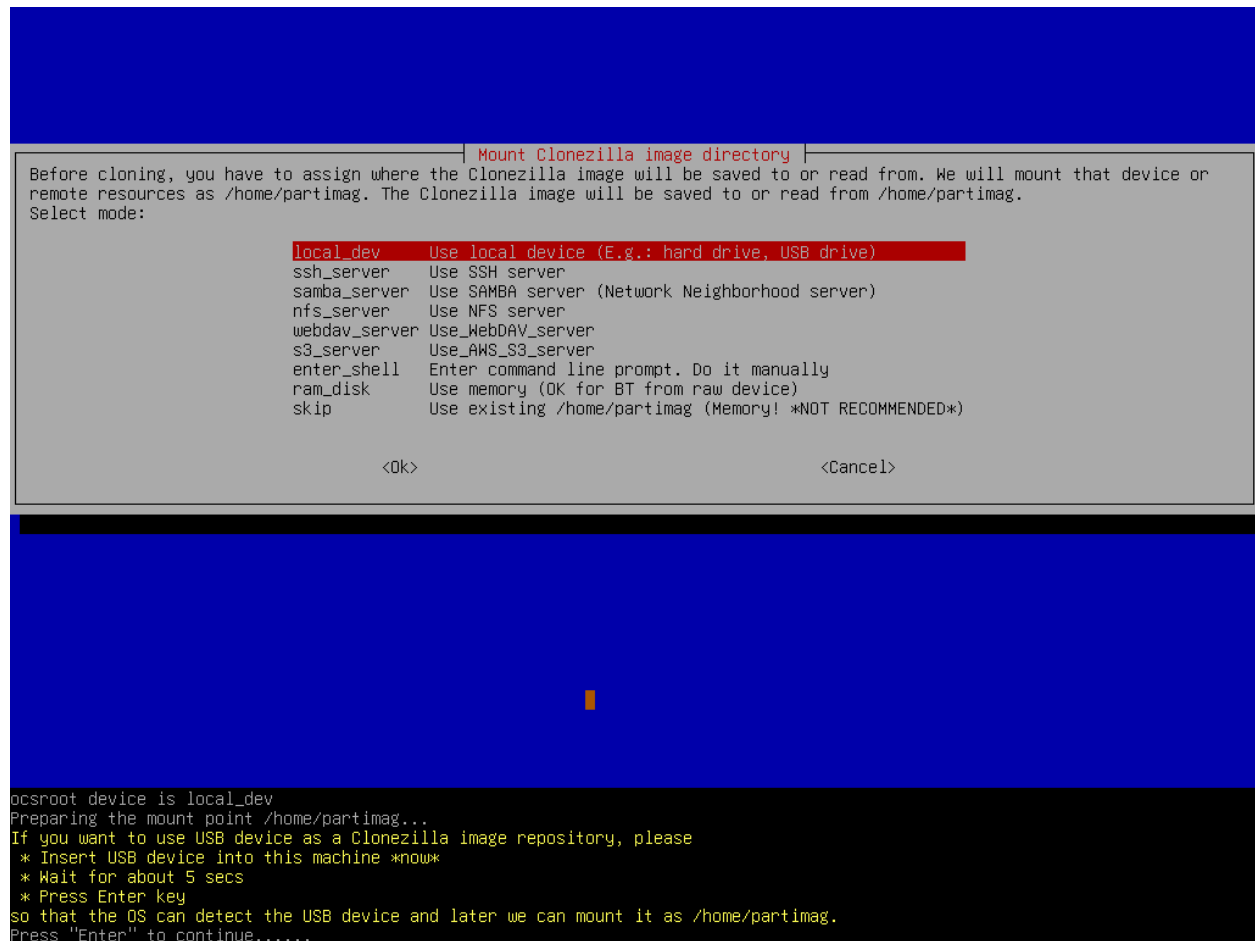 Mount Clonezilla image directory
Before cloning, you have to assign where the Clonezilla image will be saved to or read from. We will mount that device or
remote resources as /home/partimag. The Clonezilla image will be saved to or read from /home/partimag.
Select mode:
local_dev Use local device (E.g.: hard drive, USB drive)
ssh_server Use SSH server
samba_server Use SAMBA server (Network Neighborhood server)
nfs_server Use NFS server
webdav_server Use_WebDAV_server
s3_server Use_AWS_S3_server
enter_shell Enter command line prompt. Do it manually
ram_disk Use memory (OK for BT from raw device)
skip Use existing /home/partimag (Memory! *NOT RECOMMENDED*)
<Ok> <Cancel>
ocsroot device is local_dev
Preparing the mount point /home/partimag...
If you want to use USB device as a Clonezilla image repository, please
* Insert USB device into this machine *now*
* Wait for about 5 secs
* Press Enter key
so that the OS can detect the USB device and later we can mount it as /home/partimag.
Press "Enter" to continue......